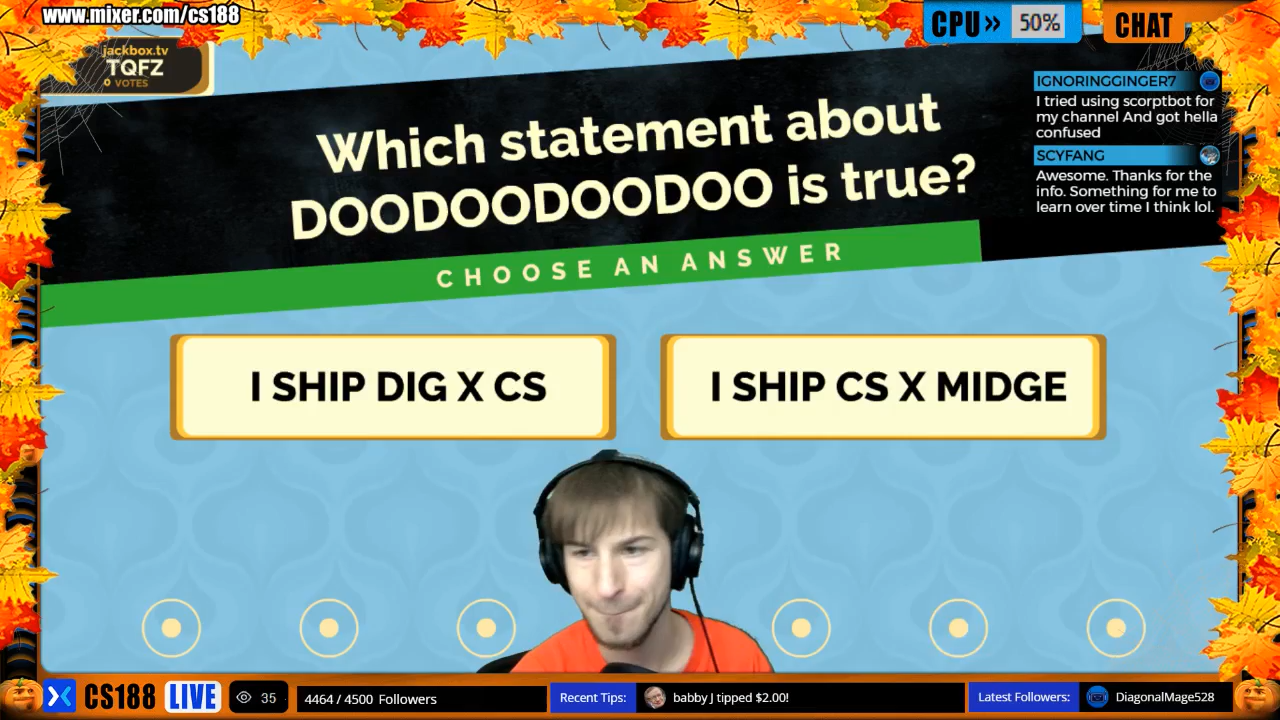 www.mixer.com/cs188
CPU»
50%
CHAT
jackbox.tv
TQFZ
0 VOTES
Which statement about
DOODOODOODOO is true?
CHOOSE AN ANSWER
IGNORINGGINGER7
I tried using scorptbot for
my channel And got hella
confused
SCYFANG
Awesome. Thanks for the
info. Something for me to
learn over time I think lol.
I SHIP DIG X CS
I SHIP CS X MIDGE
CS188 LIVE
35
4464 / 4500 Followers
Recent Tips:
babby J tipped $2.00!
Latest Followers:
DiagonalMage528